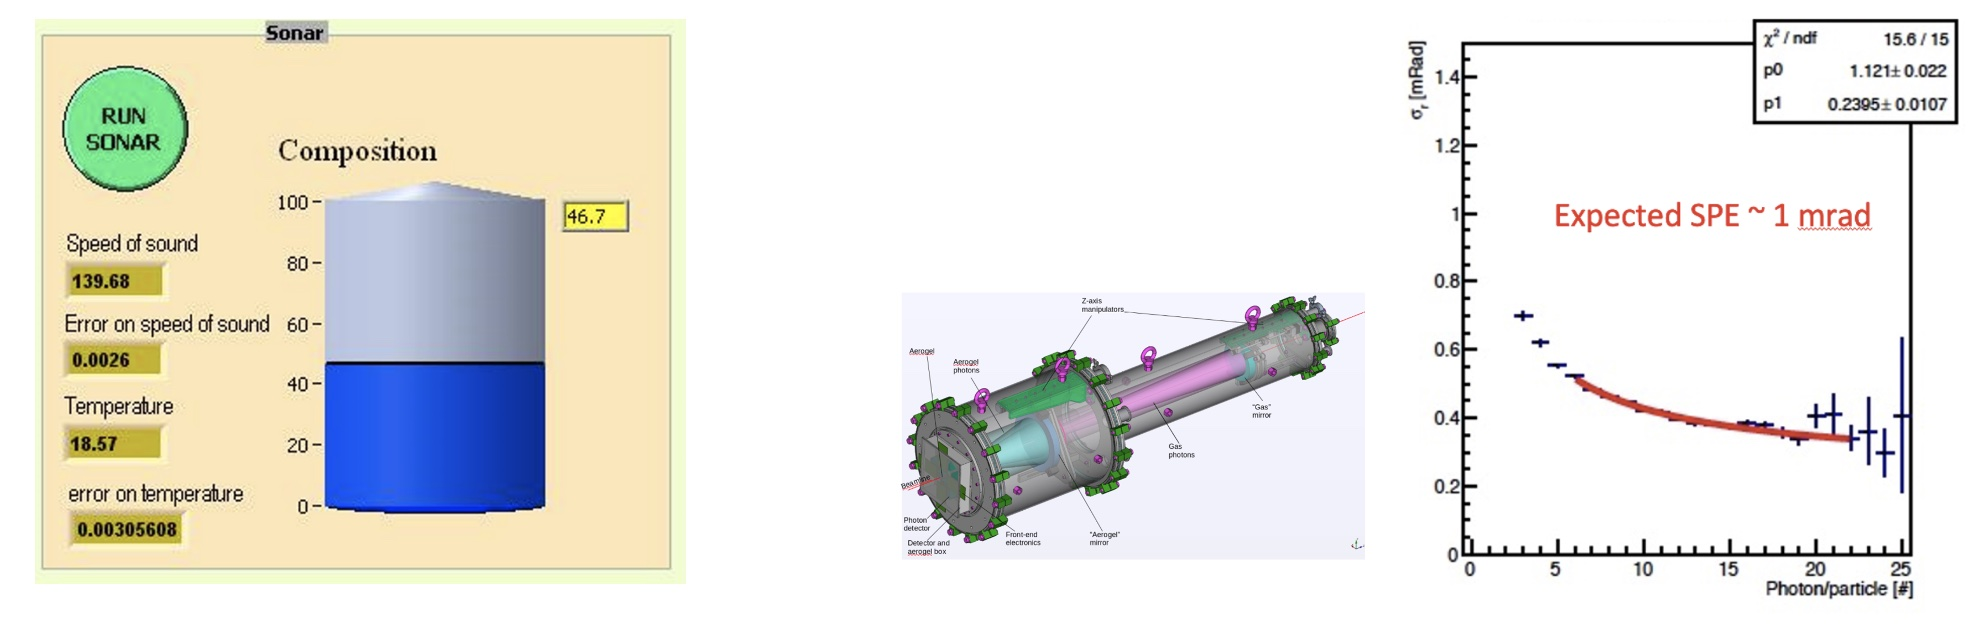 Sonar
RUN
SONAR
Composition
100
80
60
40
20
0
46.7
Speed of sound
139.68
Error on speed of sound
0.0026
Temperature
18.57
error on temperature
0.00305608
Z-axis
manipulators
Aerogel
Aerogel
photons
"Gas"
mirror
Gas
photons
Beamline
Photon
detector
Detector and
aerogel box
Front-end
electronics
"Aerogel"
mirror
χ² / ndf 15.6 / 15
p0 1.121± 0.022
p1 0.2395± 0.0107
σr [mRad]
1.4
1.2
1
0.8
0.6
0.4
0.2
0
Expected SPE ~ 1 mrad
0 5 10 15 20 25
Photon/particle [#]